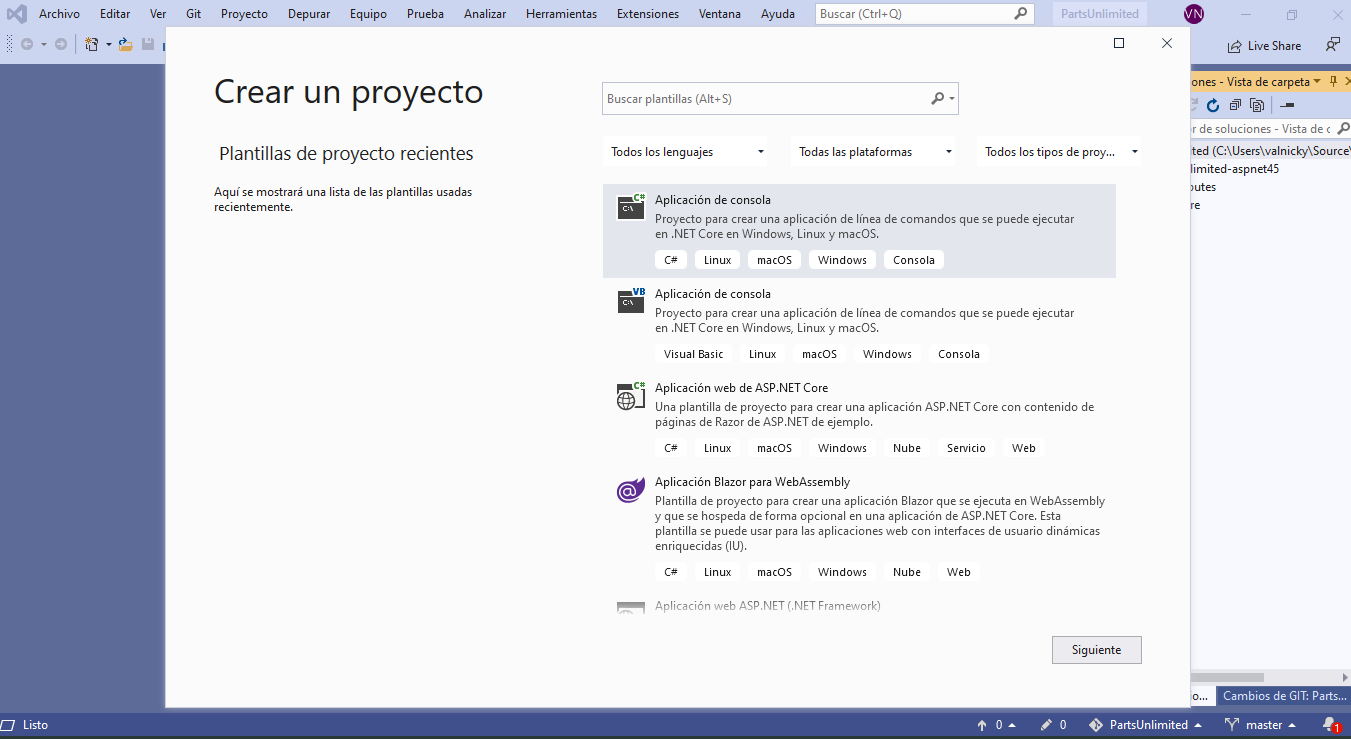 Archivo Editar Ver Git Proyecto Depurar Equipo Prueba Analizar Herramientas Extensiones Ventana Ayuda Buscar (Ctrl+Q) PartsUnlimited VN
Live Share
Crear un proyecto
Plantillas de proyecto recientes
Aquí se mostrará una lista de las plantillas usadas
recientemente.
Buscar plantillas (Alt+S)
Todos los lenguajes Todas las plataformas Todos los tipos de proy...
Aplicación de consola
Proyecto para crear una aplicación de línea de comandos que se puede ejecutar
en .NET Core en Windows, Linux y macOS.
C# Linux macOS Windows Consola
Aplicación de consola
Proyecto para crear una aplicación de línea de comandos que se puede ejecutar
en .NET Core en Windows, Linux y macOS.
Visual Basic Linux macOS Windows Consola
Aplicación web de ASP.NET Core
Una plantilla de proyecto para crear una aplicación ASP.NET Core con contenido de
páginas de Razor de ASP.NET de ejemplo.
C# Linux macOS Windows Nube Servicio Web
Aplicación Blazor para WebAssembly
Plantilla de proyecto para crear una aplicación Blazor que se ejecuta en WebAssembly
y que se hospeda de forma opcional en una aplicación de ASP.NET Core. Esta
plantilla se puede usar para las aplicaciones web con interfaces de usuario dinámicas
enriquecidas (IU).
C# Linux macOS Windows Nube Web
Aplicación web ASP.NET (.NET Framework)
Siguiente
ones - Vista de carpeta
r de soluciones - Vista de c
ted (C:\Users\valnicky\Source\
limited-aspnet45
butes
re
o... Cambios de GIT: Parts...
Listo 0 0 PartsUnlimited master 1